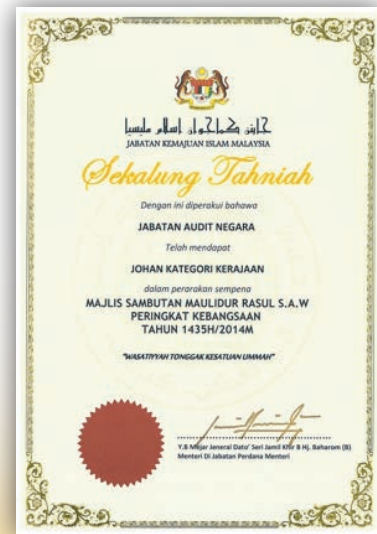 جابتن كماجوان اسلام مليسيا
JABATAN KEMAJUAN ISLAM MALAYSIA
Sekalung Tahniah
Dengan ini diperakui bahawa
JABATAN AUDIT NEGARA
Telah mendapat
JOHAN KATEGORI KERAJAAN
dalam perarakan sempena
MAJLIS SAMBUTAN MAULIDUR RASUL S.A.W
PERINGKAT KEBANGSAAN
TAHUN 1435H/2014M
"WASATIYYAH TONGGAK KESATUAN UMMAH"
Y.B Mejar Jeneral Dato' Seri Jamil Khir B Hj. Baharom (B)
Menteri Di Jabatan Perdana Menteri